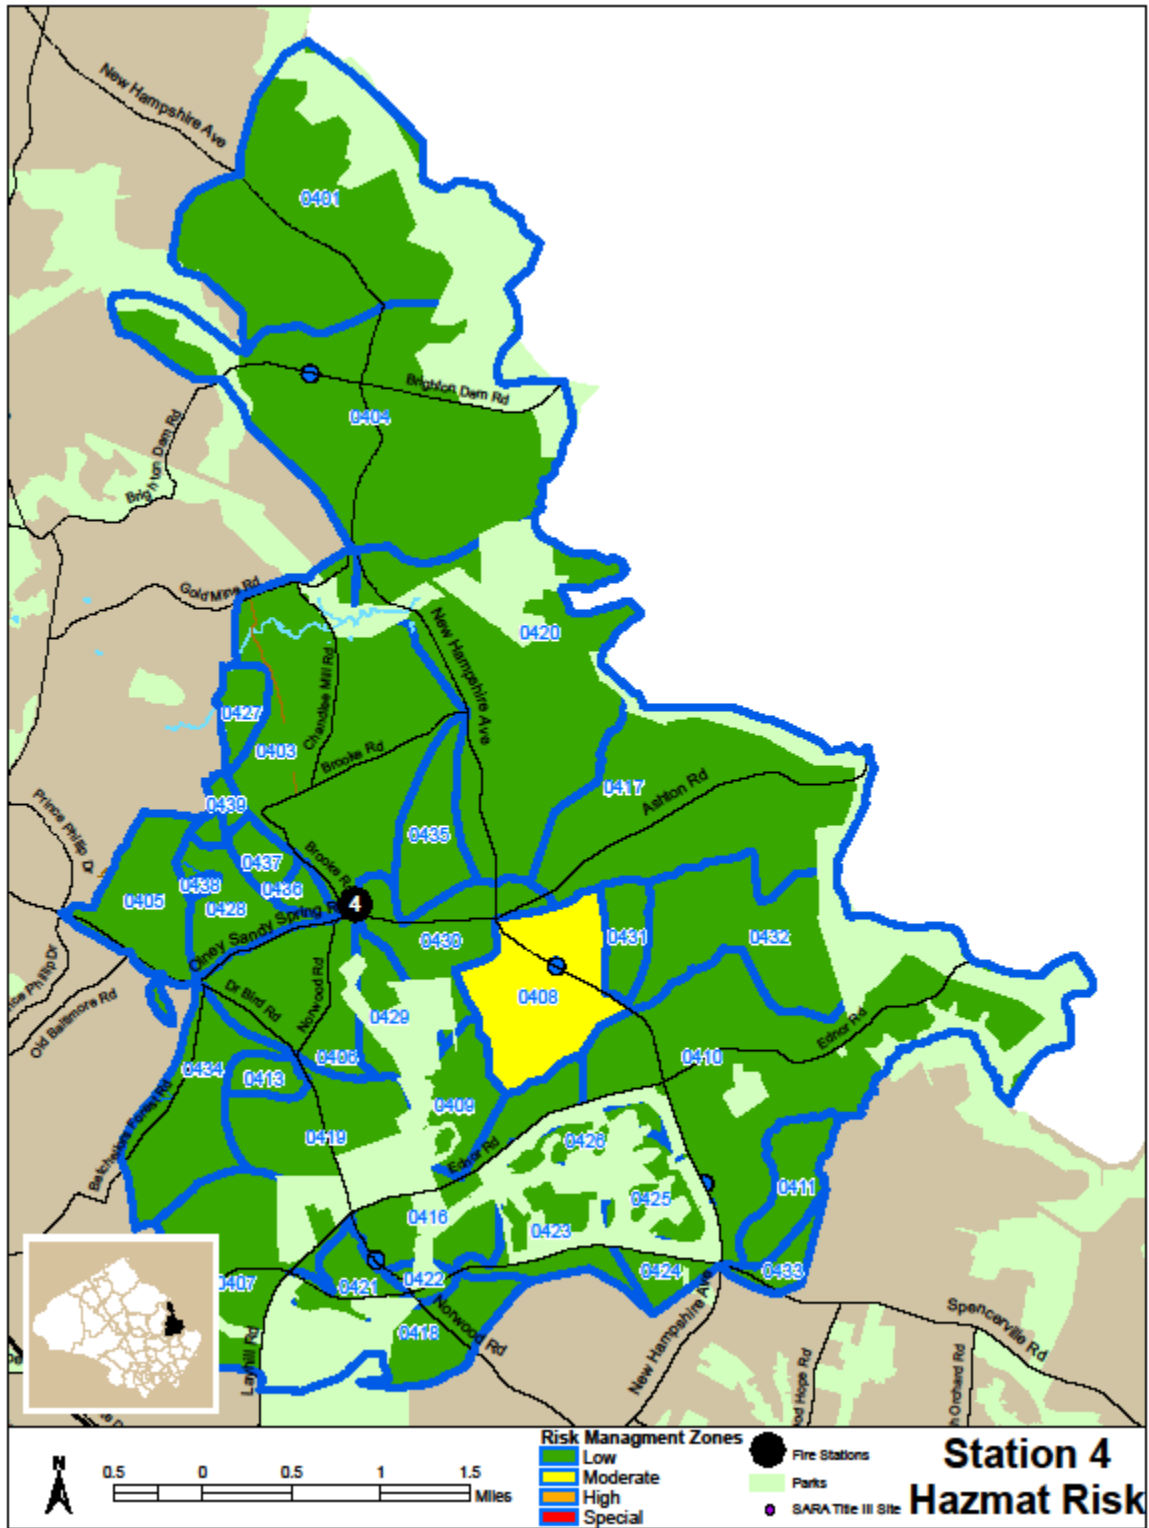 New Hampshire Ave
0401
Brighton Dam Rd
0404
Brighton Dam Rd
Gold Mine Rd
0420
New Hampshire Ave
Chandlee Mill Rd
0427
0403
Brooke Rd
0417
Ashton Rd
Prince Phillip Dr
0439
0435
Brooke Rd
0437
0438
0436
0405
0428
4
Olney Sandy Spring
0430
0431
0432
Phillip Dr
Old Baltimore Rd
Dr Bird Rd
Norwood Rd
0408
0429
Ednor Rd
0434
0406
0410
0413
0409
Batchellors Forest Rd
0419
0426
Ednor Rd
0425
0411
0416
0423
0407
0421
0422
0424
0433
0418
Norwood Rd
Layhill Rd
New Hampshire Ave
Spencerville Rd
Hope Rd
Orchard Rd
N
0.5 0 0.5 1 1.5
Miles
Risk Managment Zones
Low
Moderate
High
Special
Fire Stations
Parks
SARA Title III Site
Station 4
Hazmat Risk